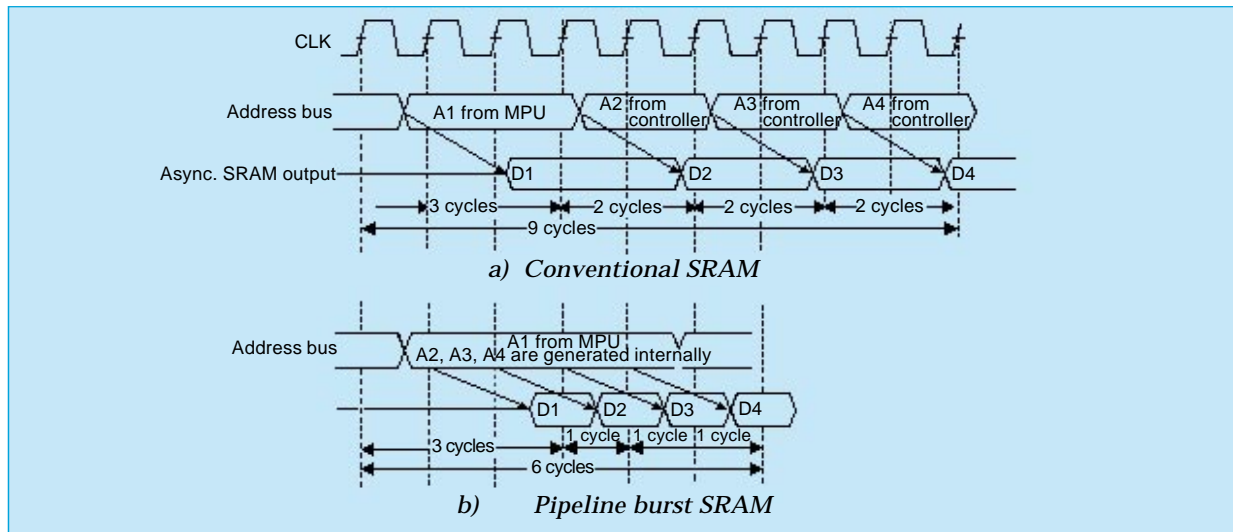 CLK
Address bus
A1 from MPU
A2 from
controller
A3 from
controller
A4 from
controller
Async. SRAM output
D1
D2
D3
D4
3 cycles
2 cycles
2 cycles
2 cycles
9 cycles
a) Conventional SRAM
Address bus
A1 from MPU
A2, A3, A4 are generated internally
D1
D2
D3
D4
3 cycles
1 cycle
1 cycle
1 cycle
6 cycles
b) Pipeline burst SRAM